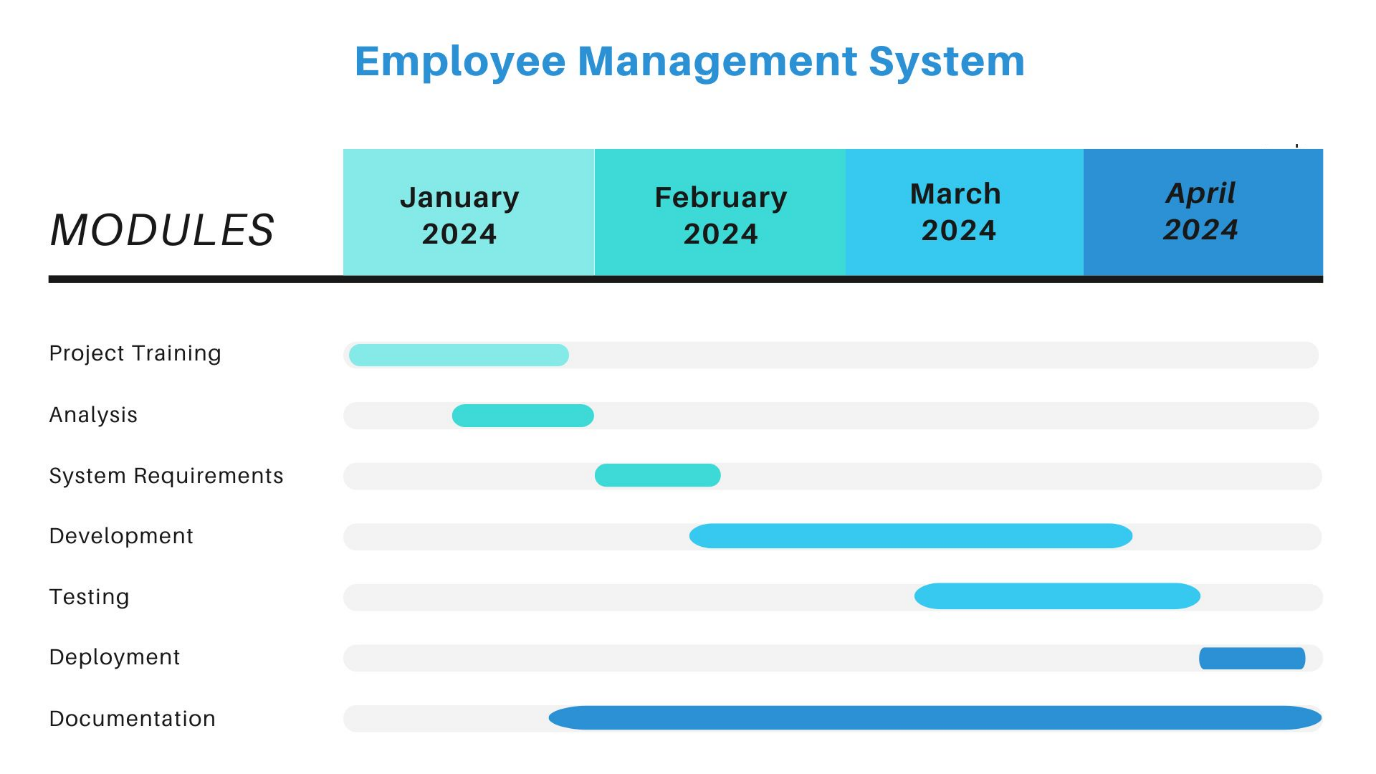 Employee Management System
MODULES
January
2024
February
2024
March
2024
April
2024
Project Training
Analysis
System Requirements
Development
Testing
Deployment
Documentation